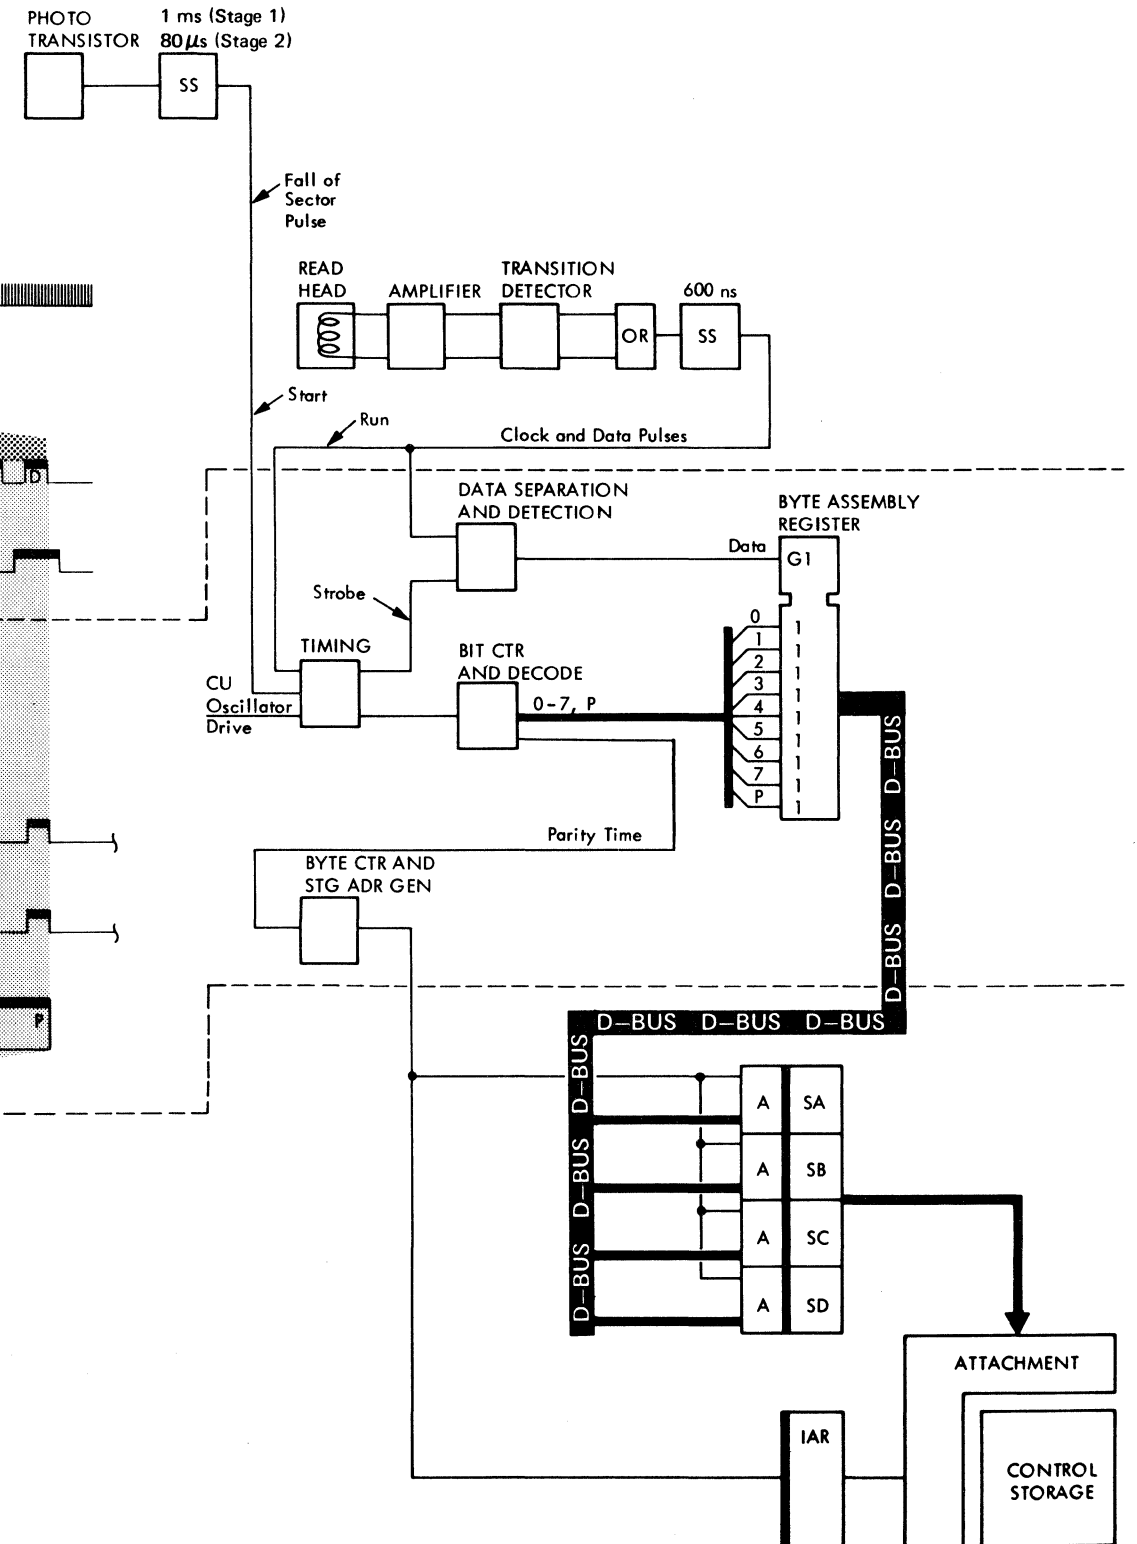 PHOTO
TRANSISTOR
1 ms (Stage 1)
80μs (Stage 2)
SS
Fall of
Sector
Pulse
READ
HEAD
AMPLIFIER
TRANSITION
DETECTOR
OR
600 ns
SS
Start
Run
Clock and Data Pulses
D
DATA SEPARATION
AND DETECTION
BYTE ASSEMBLY
REGISTER
Data
G1
Strobe
TIMING
BIT CTR
AND DECODE
CU
Oscillator
Drive
0-7, P
0
1
2
3
4
5
6
7
P
1
1
1
1
1
1
1
1
1
D-BUS
D-BUS
D-BUS
Parity Time
BYTE CTR AND
STG ADR GEN
P
D-BUS D-BUS D-BUS
D-BUS
D-BUS
D-BUS
A SA
A SB
A SC
A SD
ATTACHMENT
IAR
CONTROL
STORAGE